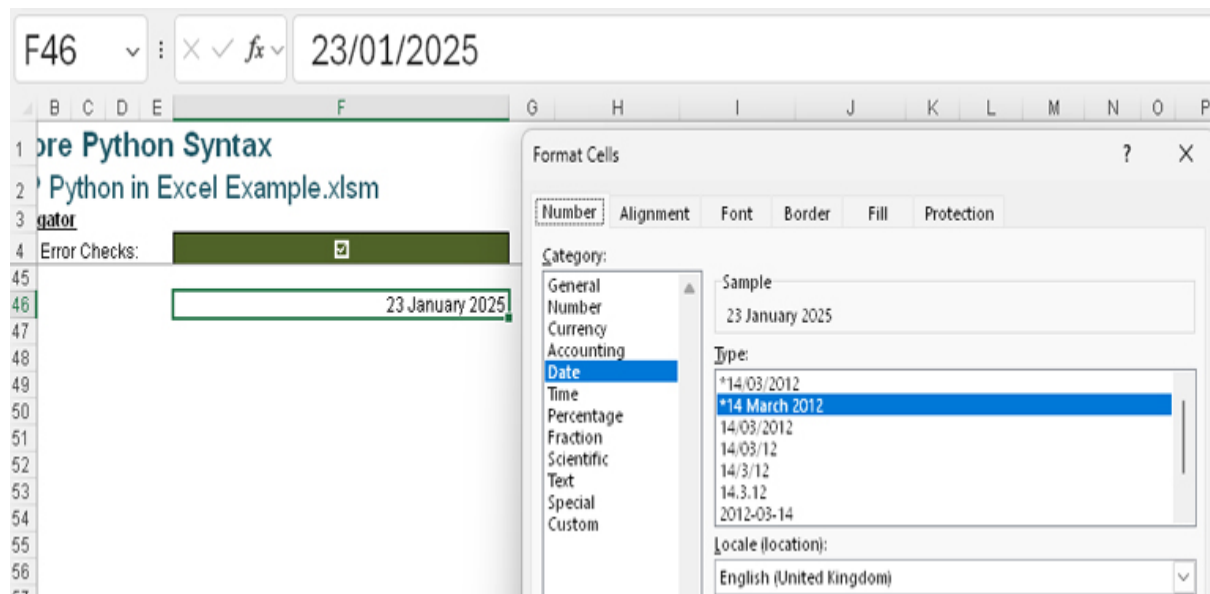 F46
fx
23/01/2025
B C D E F G H I J K L M N O P
1 ore Python Syntax
2 Python in Excel Example.xlsm
3 gator
4 Error Checks:
45
46 23 January 2025
47
48
49
50
51
52
53
54
55
56
Format Cells
?
Number Alignment Font Border Fill Protection
Category:
General
Number
Currency
Accounting
Date
Time
Percentage
Fraction
Scientific
Text
Special
Custom
Sample
23 January 2025
Type:
*14/03/2012
*14 March 2012
14/03/2012
14/03/12
14/3/12
14.3.12
2012-03-14
Locale (location):
English (United Kingdom)